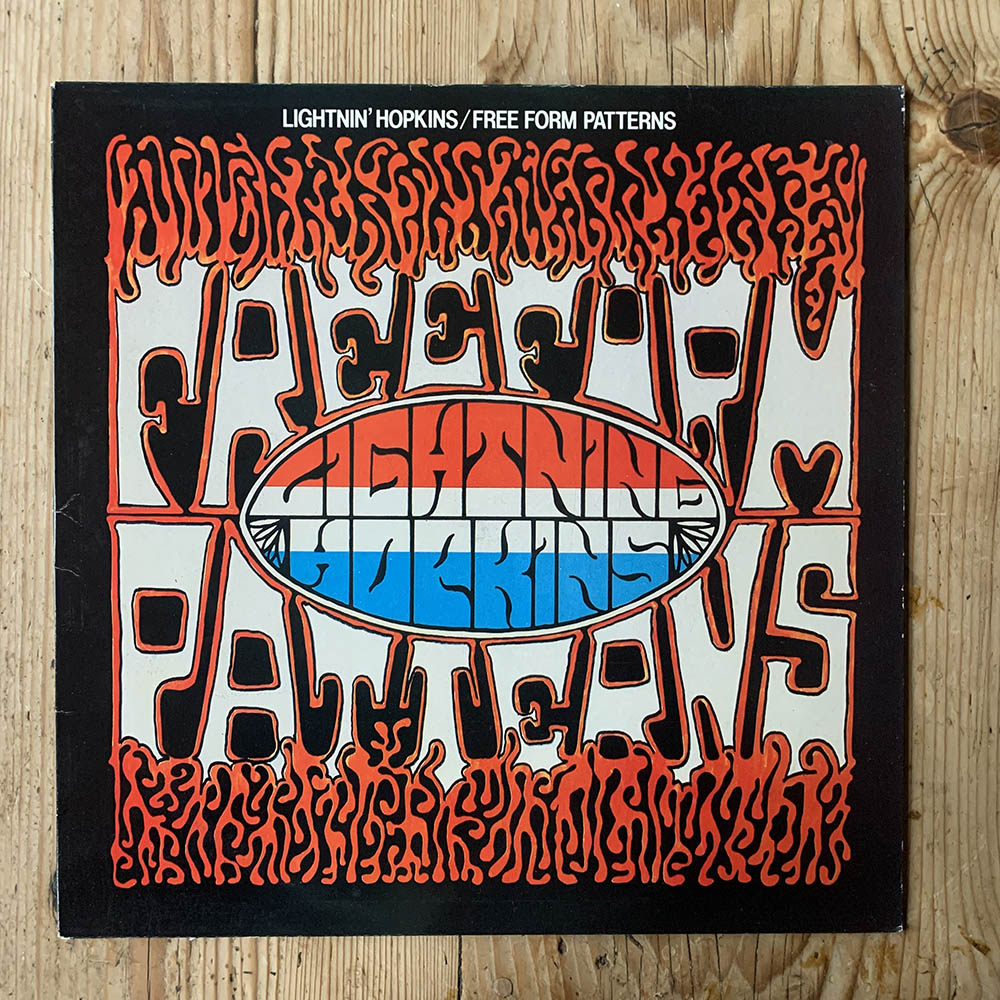 LIGHTNIN' HOPKINS/FREE FORM PATTERNS
FREE FORM
LIGHTNING
HOPKINS
PATTERNS